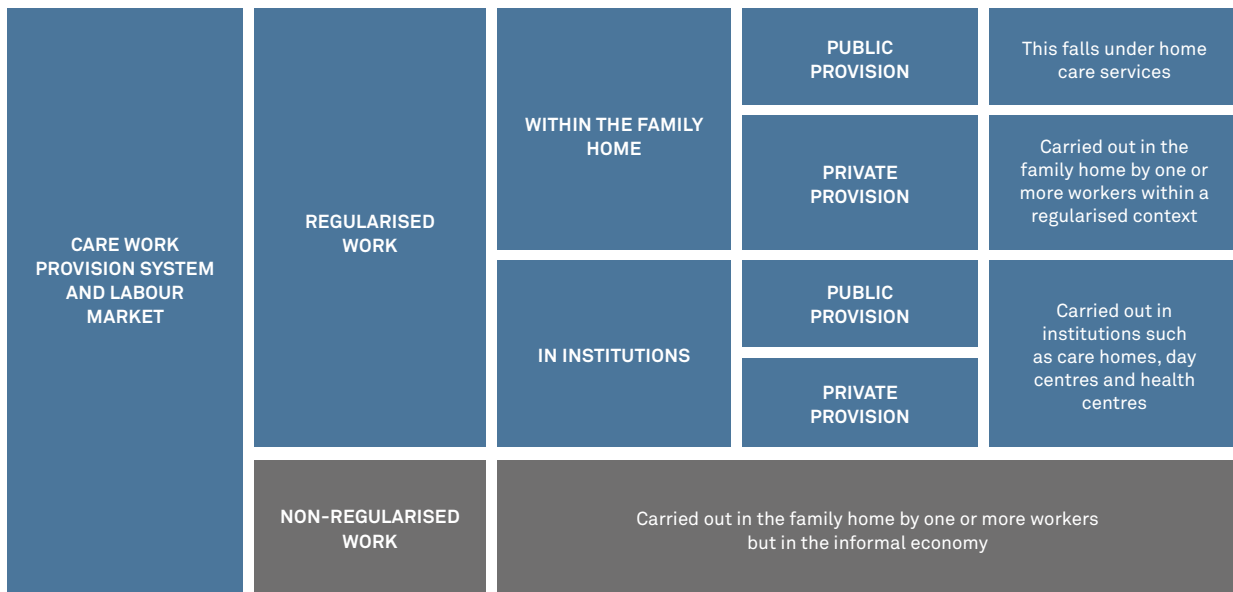 CARE WORK
PROVISION SYSTEM
AND LABOUR
MARKET
REGULARISED
WORK
WITHIN THE FAMILY
HOME
PUBLIC
PROVISION
This falls under home
care services
PRIVATE
PROVISION
Carried out in the
family home by one or
more workers within a
regularised context
IN INSTITUTIONS
PUBLIC
PROVISION
PRIVATE
PROVISION
Carried out in
institutions such
as care homes, day
centres and health
centres
NON-REGULARISED
WORK
Carried out in the family home by one or more workers
but in the informal economy